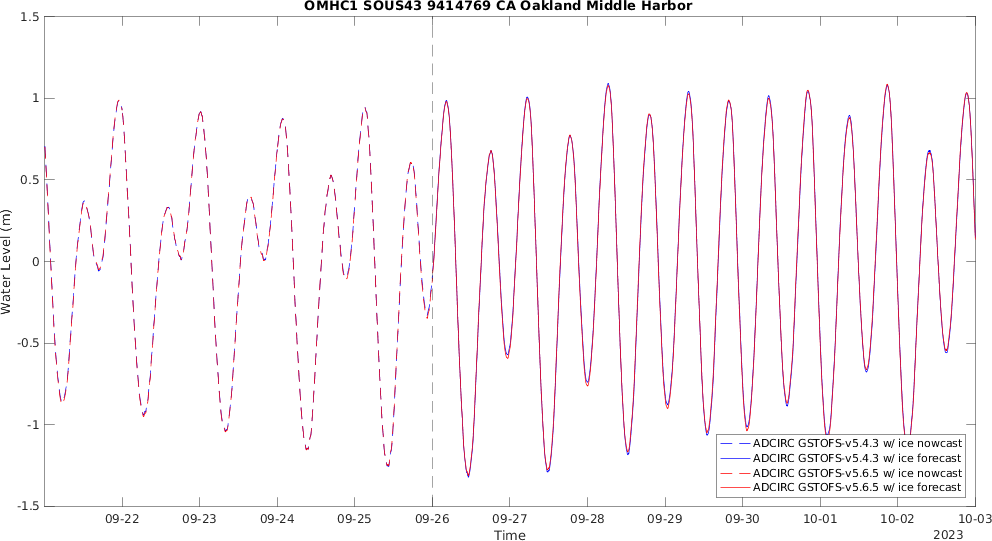 OMHC1 SOUS43 9414769 CA Oakland Middle Harbor
1.5
1
0.5
0
-0.5
-1
-1.5
Water Level (m)
09-22 09-23 09-24 09-25 09-26 09-27 09-28 09-29 09-30 10-01 10-02 10-03
Time
2023
ADCIRC GSTOFS-v5.4.3 w/ ice nowcast
ADCIRC GSTOFS-v5.4.3 w/ ice forecast
ADCIRC GSTOFS-v5.6.5 w/ ice nowcast
ADCIRC GSTOFS-v5.6.5 w/ ice forecast